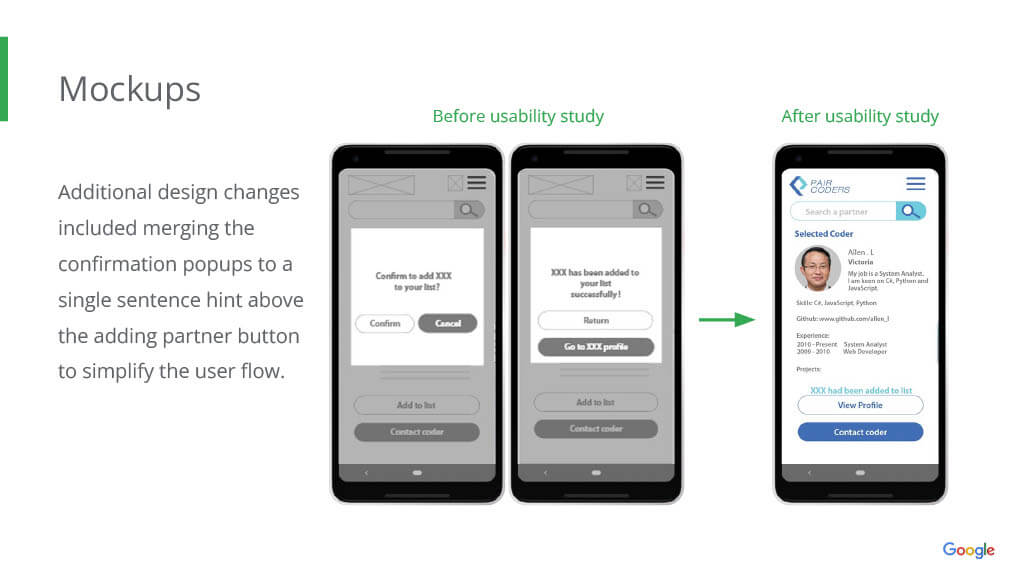 Mockups
Before usability study
After usability study
Additional design changes
included merging the
confirmation popups to a
single sentence hint above
the adding partner button
to simplify the user flow.
Confirm to add XXX
to your list?
Confirm
Cancel
Add to list
Contact coder
XXX has been added to
your list
successfully !
Return
Go to XXX profile
Add to list
Contact coder
PAIR
CODERS
Search a partner
Selected Coder
Allen . L
Victoria
My job is a System Analyst.
I am keen on C#, Python and
JavaScript.
Skills: C#, JavaScript, Python
Github: www.github.com/allen_l
Experience:
2010 - Present System Analyst
2009 - 2010 Web Developer
Projects:
XXX had been added to list
View Profile
Contact coder
Google